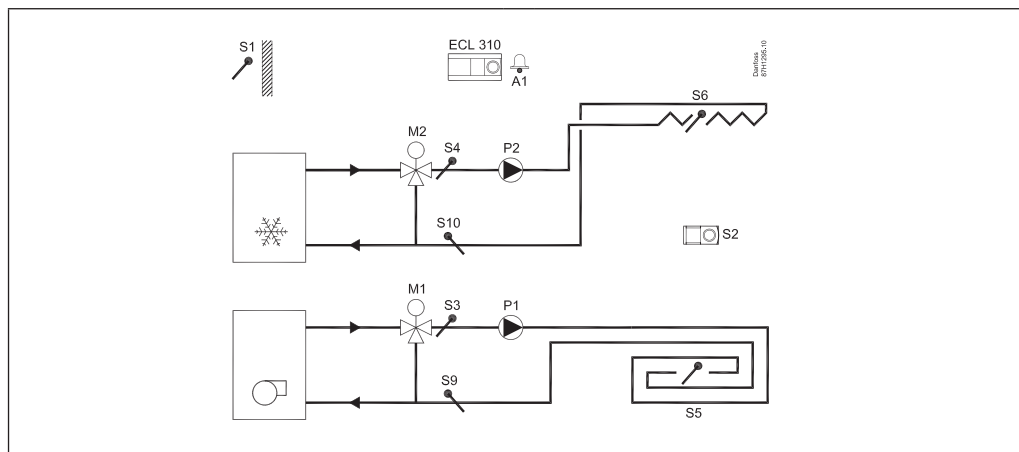 S1
ECL 310
A1
Danfoss
87H1295.10
S6
M2
S4
P2
S10
S2
M1
S3
P1
S9
S5